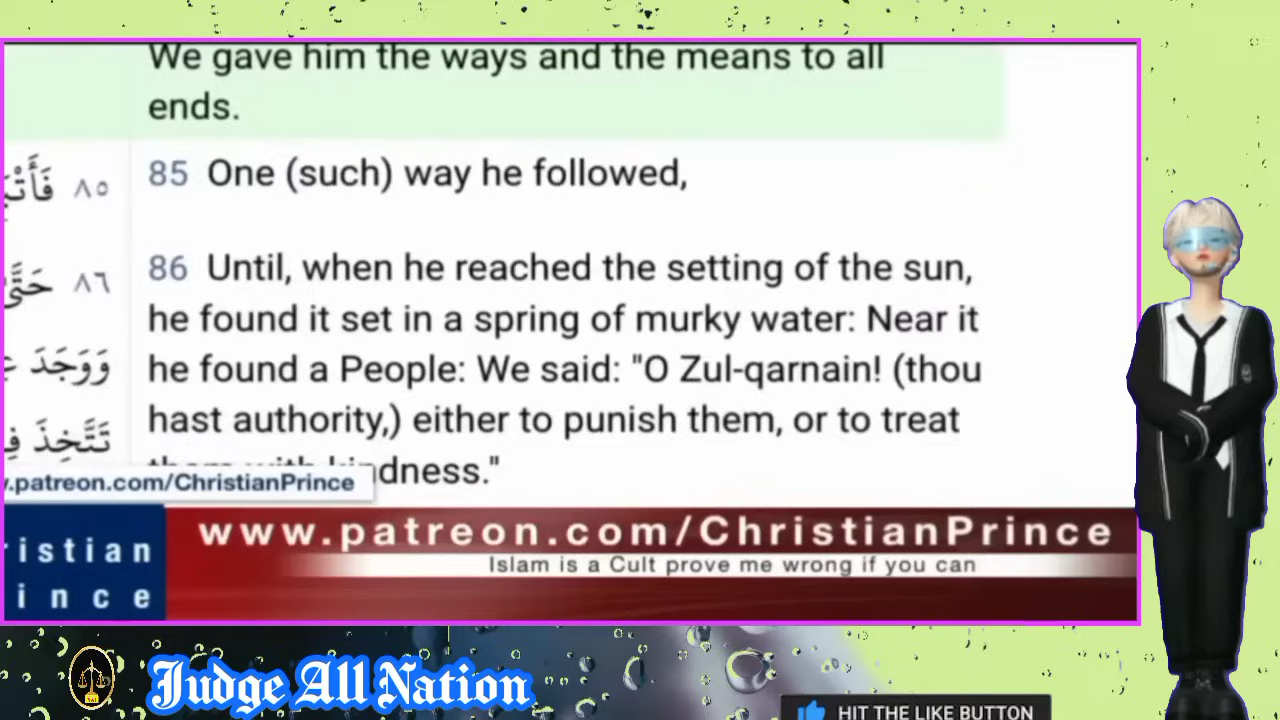 We gave him the ways and the means to all
ends.
٨٥
85 One (such) way he followed,
٨٦
86 Until, when he reached the setting of the sun,
he found it set in a spring of murky water: Near it
وَوَجَدَ
he found a People: We said: "O Zul-qarnain! (thou
تَتَّخِذَ
hast authority,) either to punish them, or to treat
them with kindness."
.patreon.com/ChristianPrince
www.patreon.com/ChristianPrince
Islam is a Cult prove me wrong if you can
ristian
ince
Judge All Nation
HIT THE LIKE BUTTON